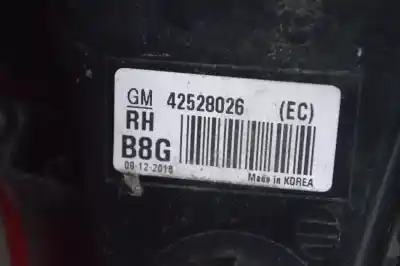 GM 42528026 (EC)
RH
B8G
09-12-2016
Made in KOREA